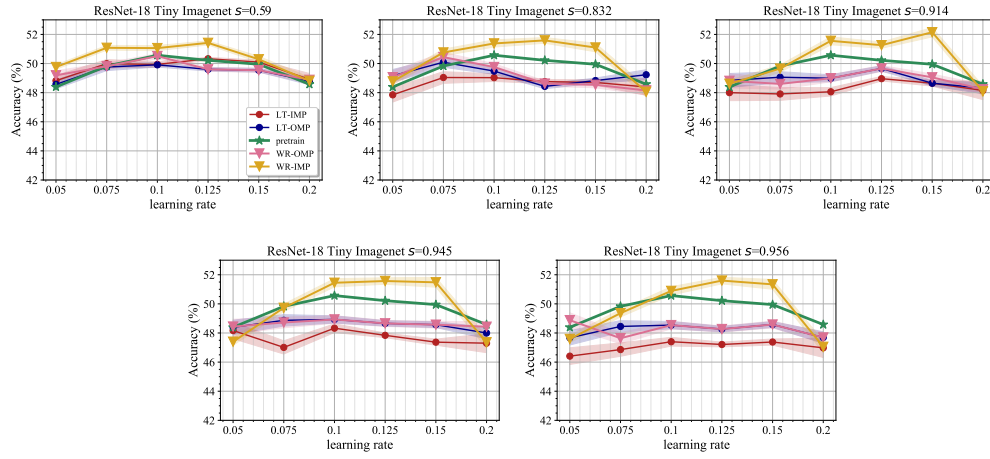 ResNet-18 Tiny Imagenet s=0.59
Accuracy (%)
52
50
48
46
44
42
0.05 0.075 0.1 0.125 0.15 0.2
learning rate
LT-IMP
LT-OMP
pretrain
WR-OMP
WR-IMP
ResNet-18 Tiny Imagenet s=0.832
Accuracy (%)
52
50
48
46
44
42
0.05 0.075 0.1 0.125 0.15 0.2
learning rate
ResNet-18 Tiny Imagenet s=0.914
Accuracy (%)
52
50
48
46
44
42
0.05 0.075 0.1 0.125 0.15 0.2
learning rate
ResNet-18 Tiny Imagenet s=0.945
Accuracy (%)
52
50
48
46
44
42
0.05 0.075 0.1 0.125 0.15 0.2
learning rate
ResNet-18 Tiny Imagenet s=0.956
Accuracy (%)
52
50
48
46
44
42
0.05 0.075 0.1 0.125 0.15 0.2
learning rate